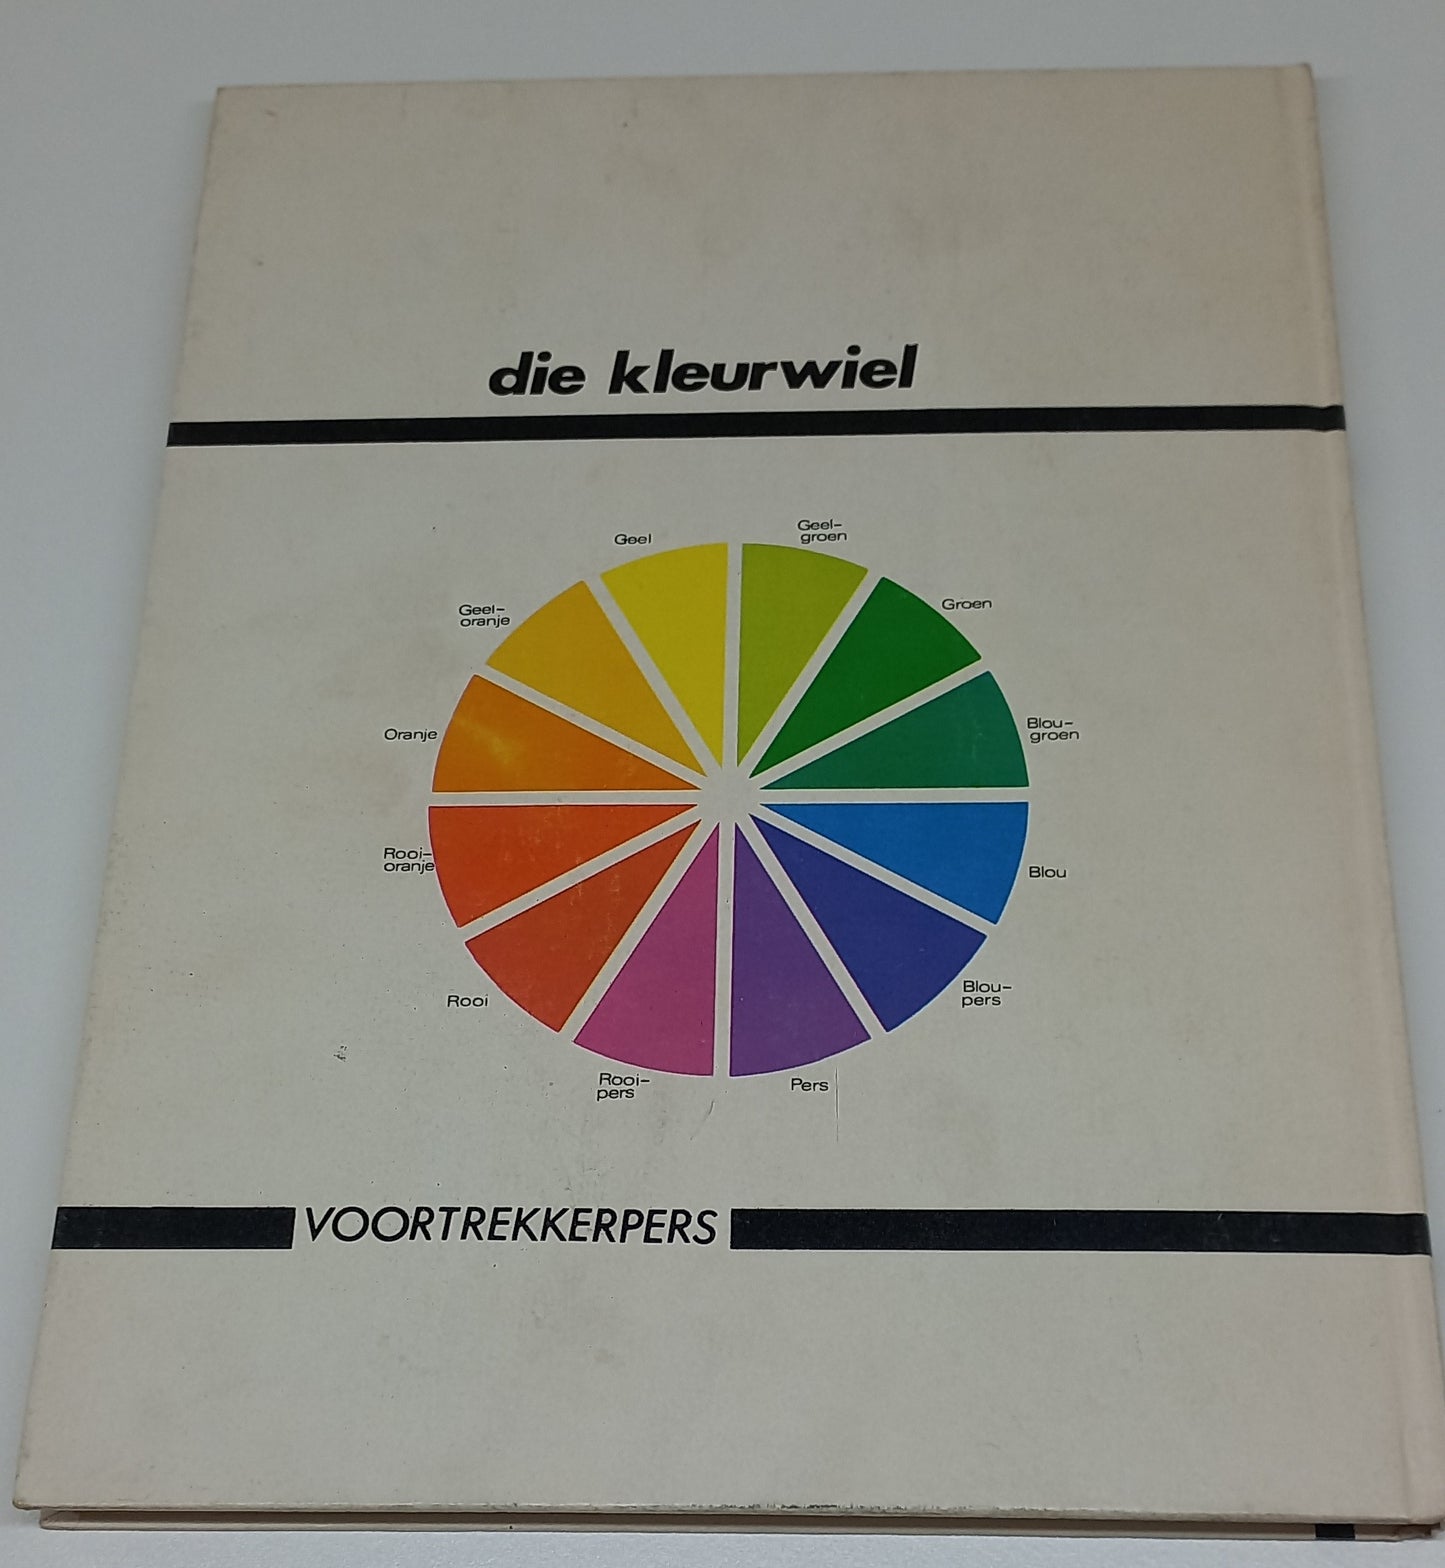 die kleurwiel
Geel
Geel-
groen
Groen
Blou-
groen
Blou
Blou-
pers
Pers
Rooi-
pers
Rooi
Rooi-
oranje
Oranje
Geel-
oranje
VOORTREKKERPERS